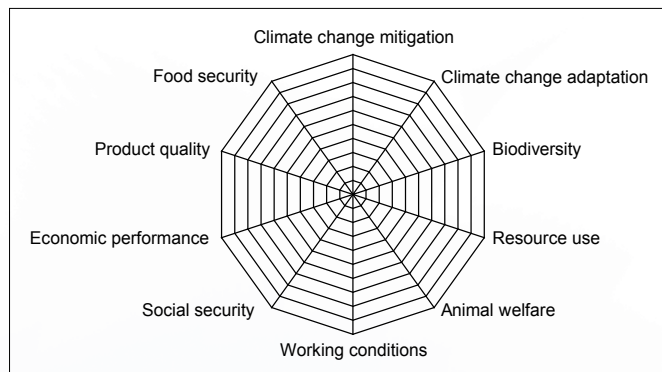 Climate change mitigation
Food security
Climate change adaptation
Product quality
Biodiversity
Economic performance
Resource use
Social security
Animal welfare
Working conditions